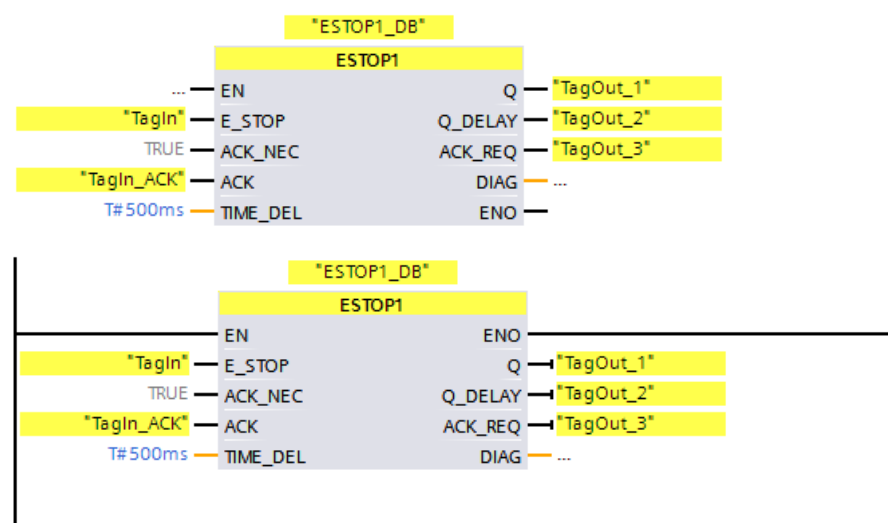 "ESTOP1_DB"
ESTOP1
... EN Q "TagOut_1"
"TagIn" E_STOP Q_DELAY "TagOut_2"
TRUE ACK_NEC ACK_REQ "TagOut_3"
"TagIn_ACK" ACK DIAG ...
T#500ms TIME_DEL ENO
"ESTOP1_DB"
ESTOP1
EN ENO
"TagIn" E_STOP Q "TagOut_1"
TRUE ACK_NEC Q_DELAY "TagOut_2"
"TagIn_ACK" ACK ACK_REQ "TagOut_3"
T#500ms TIME_DEL DIAG ...